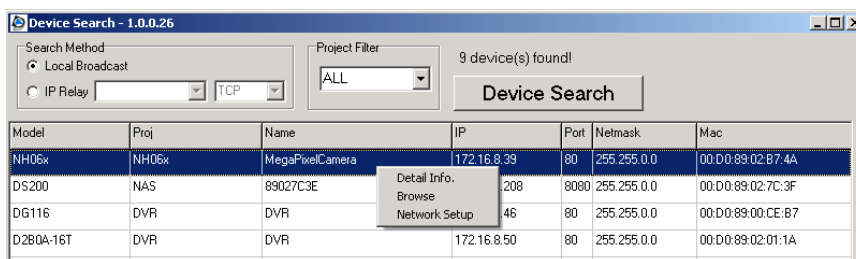 Device Search - 1.0.0.26
Search Method
Local Broadcast
IP Relay TCP
Project Filter
ALL
9 device(s) found!
Device Search
Model Proj Name IP Port Netmask Mac
NH06x NH06x MegaPixelCamera 172.16.8.39 80 255.255.0.0 00:D0:89:02:B7:4A
DS200 NAS 89027C3E .208 8080 255.255.0.0 00:D0:89:02:7C:3F
DG116 DVR DVR .46 80 255.255.0.0 00:D0:89:00:CE:B7
D2B0A-16T DVR DVR 172.16.8.50 80 255.255.0.0 00:D0:89:02:01:1A
Detail Info.
Browse
Network Setup